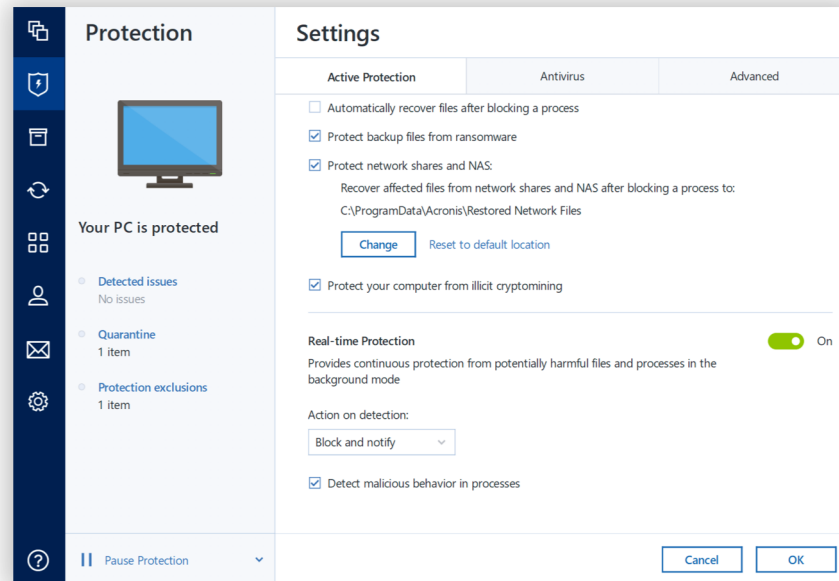 Protection
Your PC is protected
Detected issues
No issues
Quarantine
1 item
Protection exclusions
1 item
Pause Protection
Settings
Active Protection
Antivirus
Advanced
Automatically recover files after blocking a process
Protect backup files from ransomware
Protect network shares and NAS:
Recover affected files from network shares and NAS after blocking a process to:
C:\ProgramData\Acronis\Restored Network Files
Change
Reset to default location
Protect your computer from illicit cryptomining
Real-time Protection
On
Provides continuous protection from potentially harmful files and processes in the
background mode
Action on detection:
Block and notify
Detect malicious behavior in processes
Cancel
OK